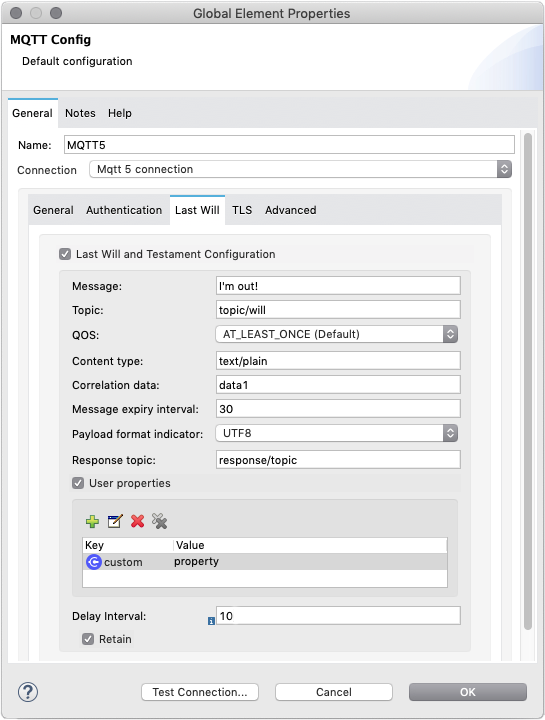 Global Element Properties
MQTT Config
Default configuration
General Notes Help
Name: MQTT5
Connection Mqtt 5 connection
General Authentication Last Will TLS Advanced
Last Will and Testament Configuration
Message: I'm out!
Topic: topic/will
QOS: AT_LEAST_ONCE (Default)
Content type: text/plain
Correlation data: data1
Message expiry interval: 30
Payload format indicator: UTF8
Response topic: response/topic
User properties
Key Value
C custom property
Delay Interval: i 10
Retain
? Test Connection... Cancel OK